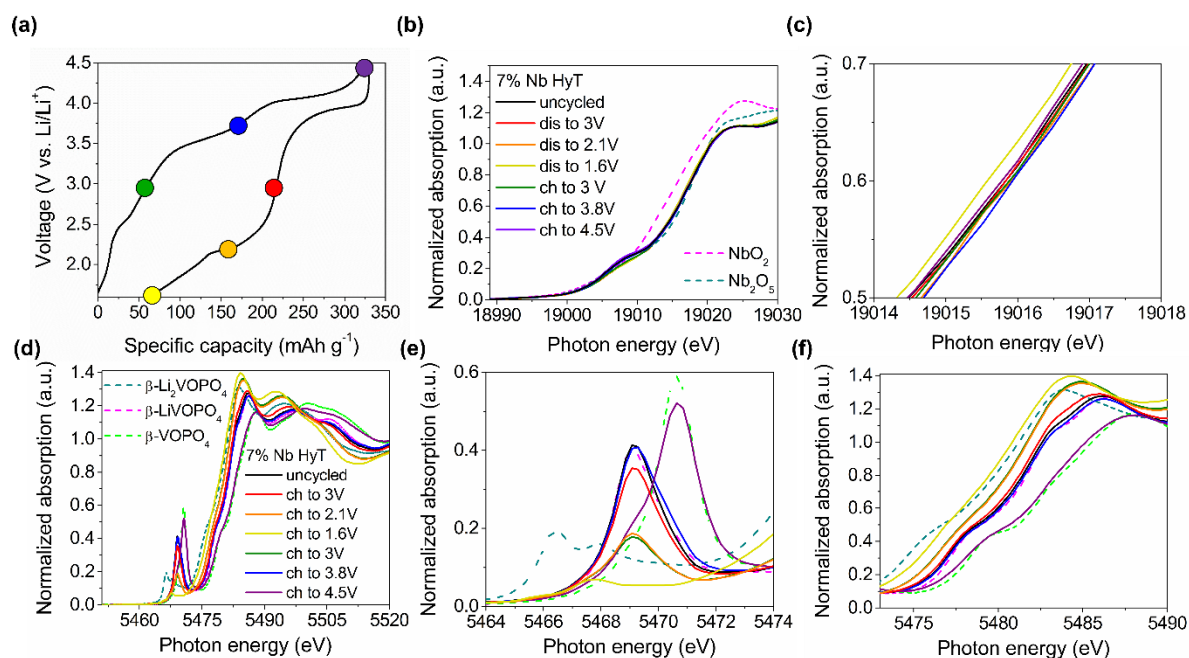 (a)
4.5
4.0
3.5
3.0
2.5
2.0
Voltage (V vs. Li/Li⁺)
0 50 100 150 200 250 300 350
Specific capacity (mAh g⁻¹)
(b)
1.4
1.2
1.0
0.8
0.6
0.4
0.2
0.0
Normalized absorption (a.u.)
7% Nb HyT
uncycled
dis to 3V
dis to 2.1V
dis to 1.6V
ch to 3 V
ch to 3.8V
ch to 4.5V
NbO₂
Nb₂O₅
18990 19000 19010 19020 19030
Photon energy (eV)
(c)
0.7
0.6
0.5
Normalized absorption (a.u.)
19014 19015 19016 19017 19018
Photon energy (eV)
(d)
1.4
1.2
1.0
0.8
0.6
0.4
0.2
0.0
Normalized absorption (a.u.)
β-Li₂VOPO₄
β-LiVOPO₄
β-VOPO₄
7% Nb HyT
uncycled
ch to 3V
ch to 2.1V
ch to 1.6V
ch to 3V
ch to 3.8V
ch to 4.5V
5460 5475 5490 5505 5520
Photon energy (eV)
(e)
0.6
0.4
0.2
0.0
Normalized absorption (a.u.)
5464 5466 5468 5470 5472 5474
Photon energy (eV)
(f)
1.4
1.2
1.0
0.8
0.6
0.4
0.2
0.0
Normalized absorption (a.u.)
5475 5480 5485 5490
Photon energy (eV)